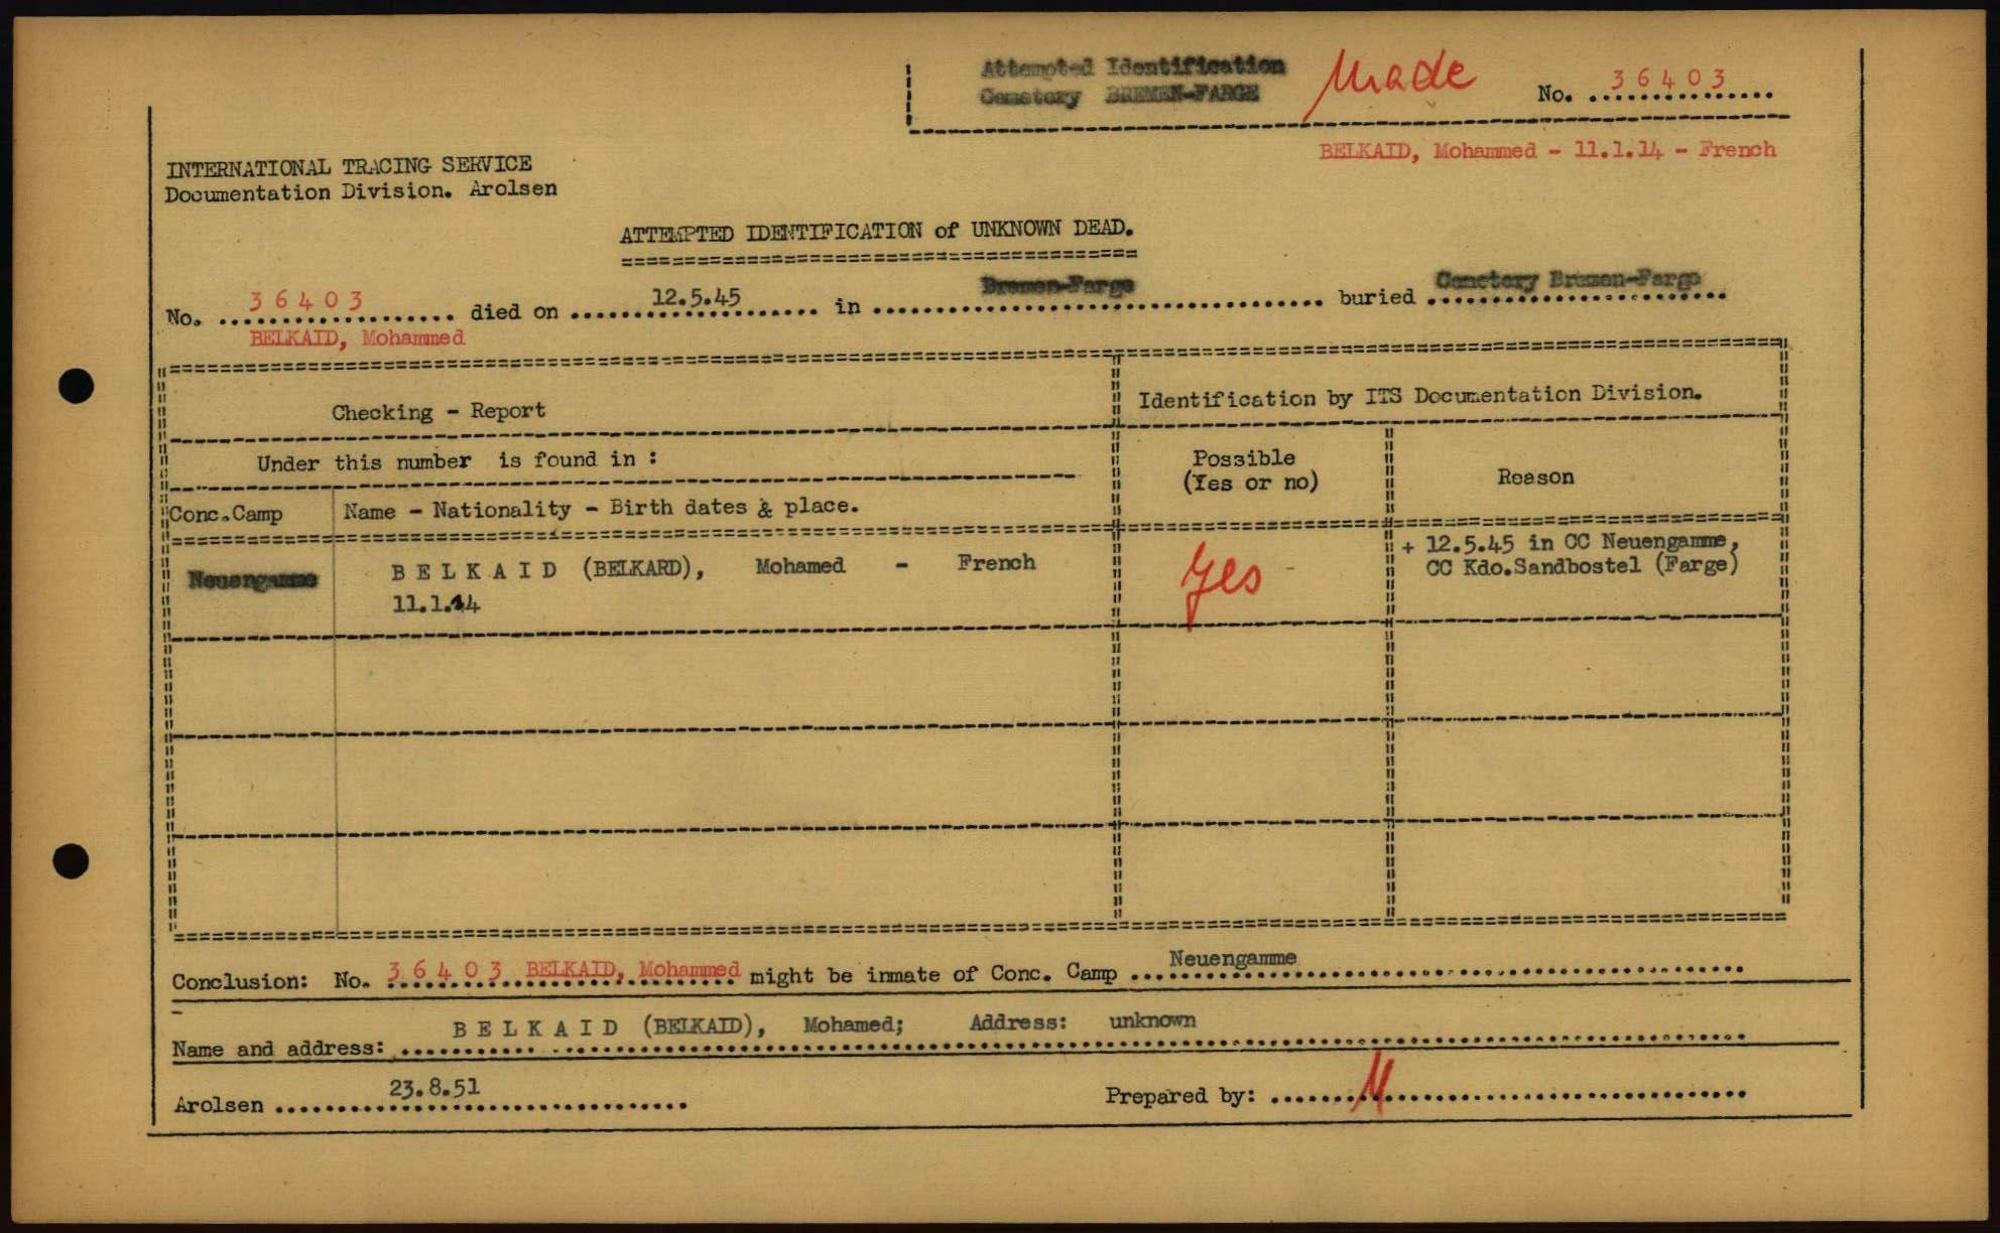 Attempted Identification
Cemetery BREMEN-FARGE
Made
No. 36403
BELKAID, Mohammed - 11.1.14 - French
INTERNATIONAL TRACING SERVICE
Documentation Division. Arolsen
ATTEMPTED IDENTIFICATION of UNKNOWN DEAD.
No. 36403 died on 12.5.45 in Bremen-Farge buried Cemetery Bremen-Farge
BELKAID, Mohammed
Checking - Report
Identification by ITS Documentation Division.
Under this number is found in :
Possible
(Yes or no)
Reason
Conc.Camp
Name - Nationality - Birth dates & place.
Neuengamme
BELKAID (BELKARD), Mohamed - French
11.1.14
Yes
+ 12.5.45 in CC Neuengamme,
CC Kdo.Sandbostel (Farge)
Conclusion: No. 36403 BELKAID, Mohammed might be inmate of Conc. Camp Neuengamme
Name and address: BELKAID (BELKAID), Mohamed; Address: unknown
Arolsen 23.8.51
Prepared by: